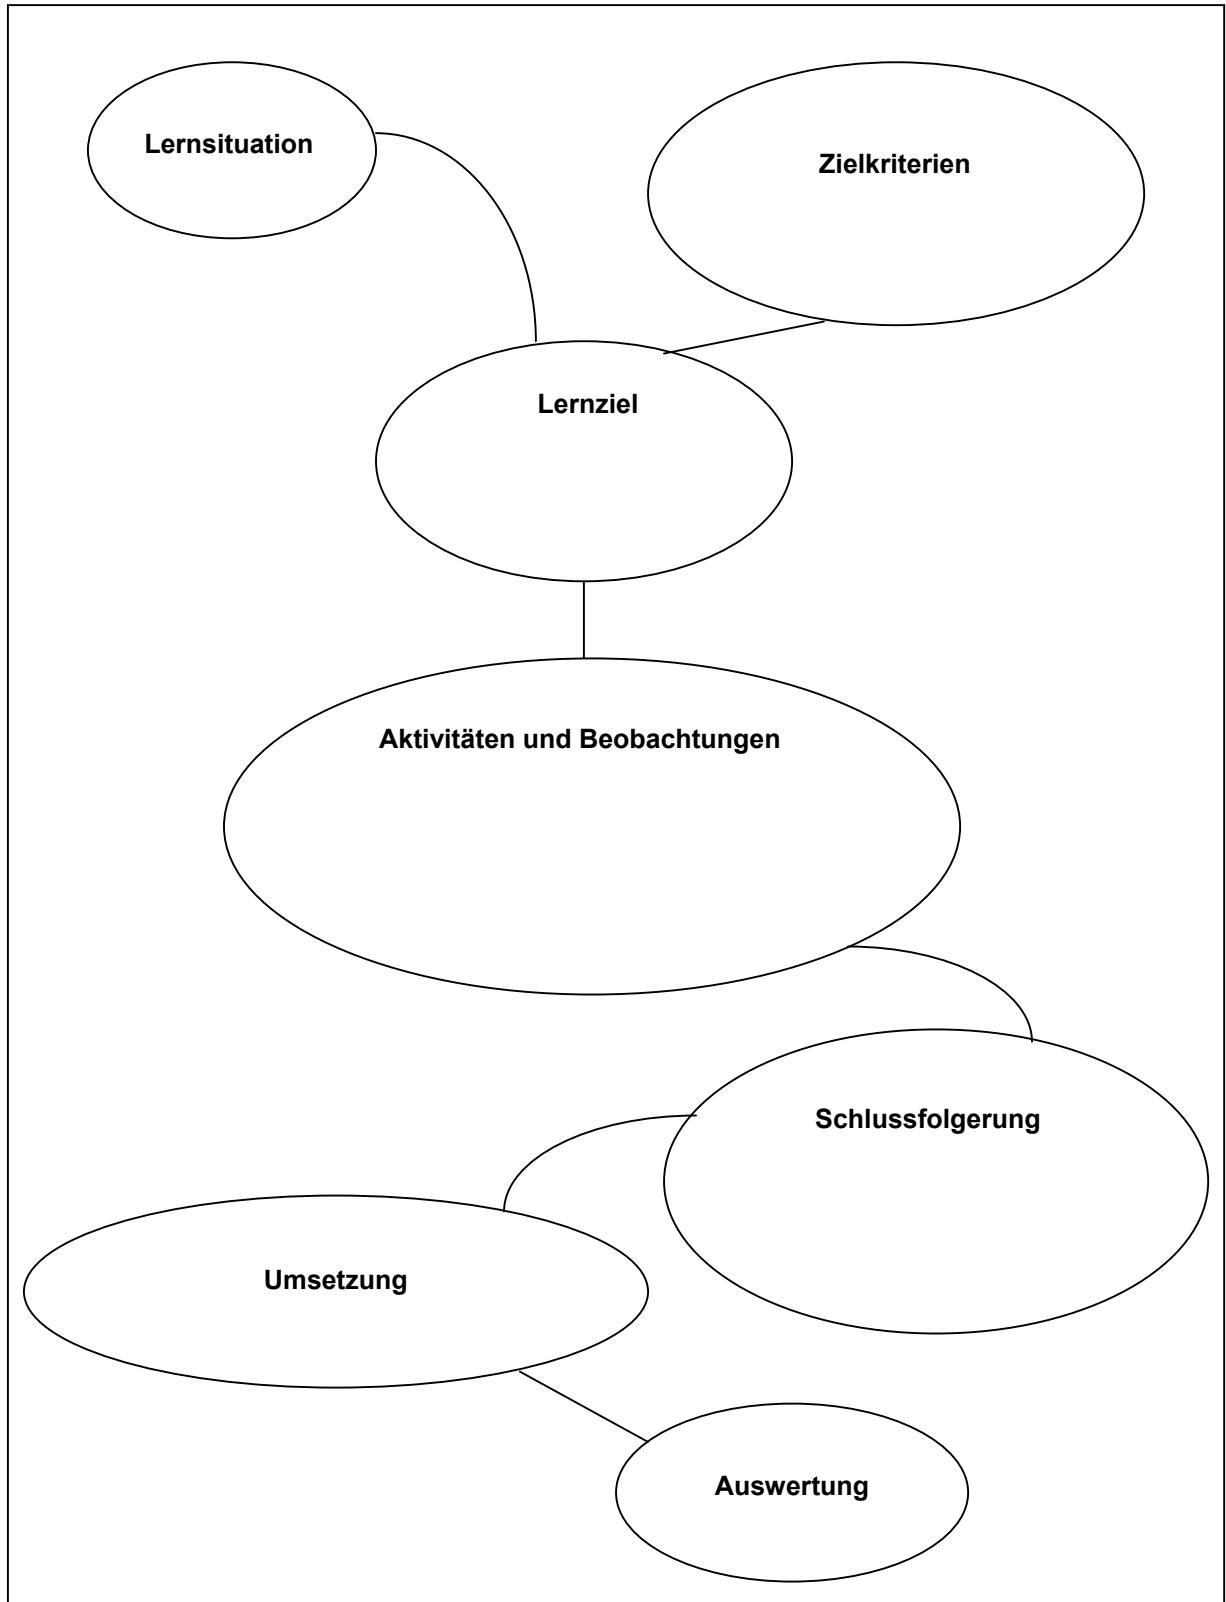 Lernsituation
Zielkriterien
Lernziel
Aktivitäten und Beobachtungen
Schlussfolgerung
Umsetzung
Auswertung